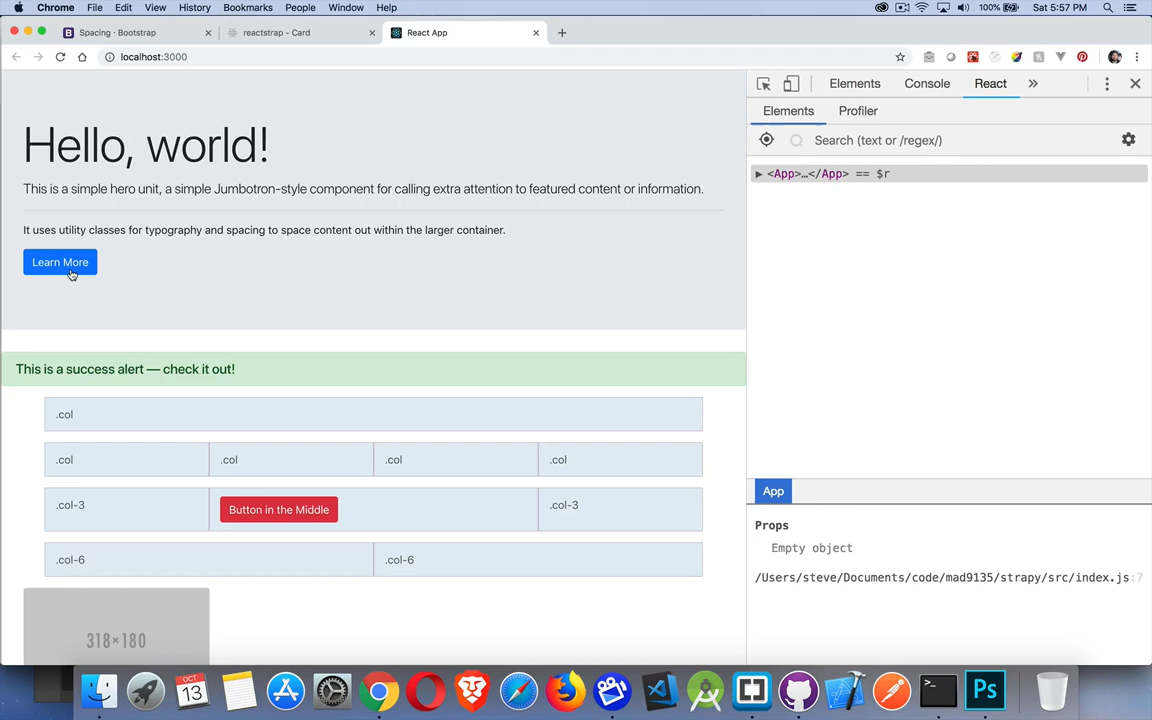 Chrome File Edit View History Bookmarks People Window Help 100% Sat 5:57 PM
Spacing · Bootstrap reactstrap - Card React App
localhost:3000
Elements Console React
Elements Profiler
Search (text or /regex/)
<App>…</App> == $r
Hello, world!
This is a simple hero unit, a simple Jumbotron-style component for calling extra attention to featured content or information.
It uses utility classes for typography and spacing to space content out within the larger container.
Learn More
This is a success alert — check it out!
.col
.col .col .col .col
.col-3 Button in the Middle .col-3
.col-6 .col-6
318×180
App
Props
Empty object
/Users/steve/Documents/code/mad9135/strapy/src/index.js:7
OCT
13
>_
Ps